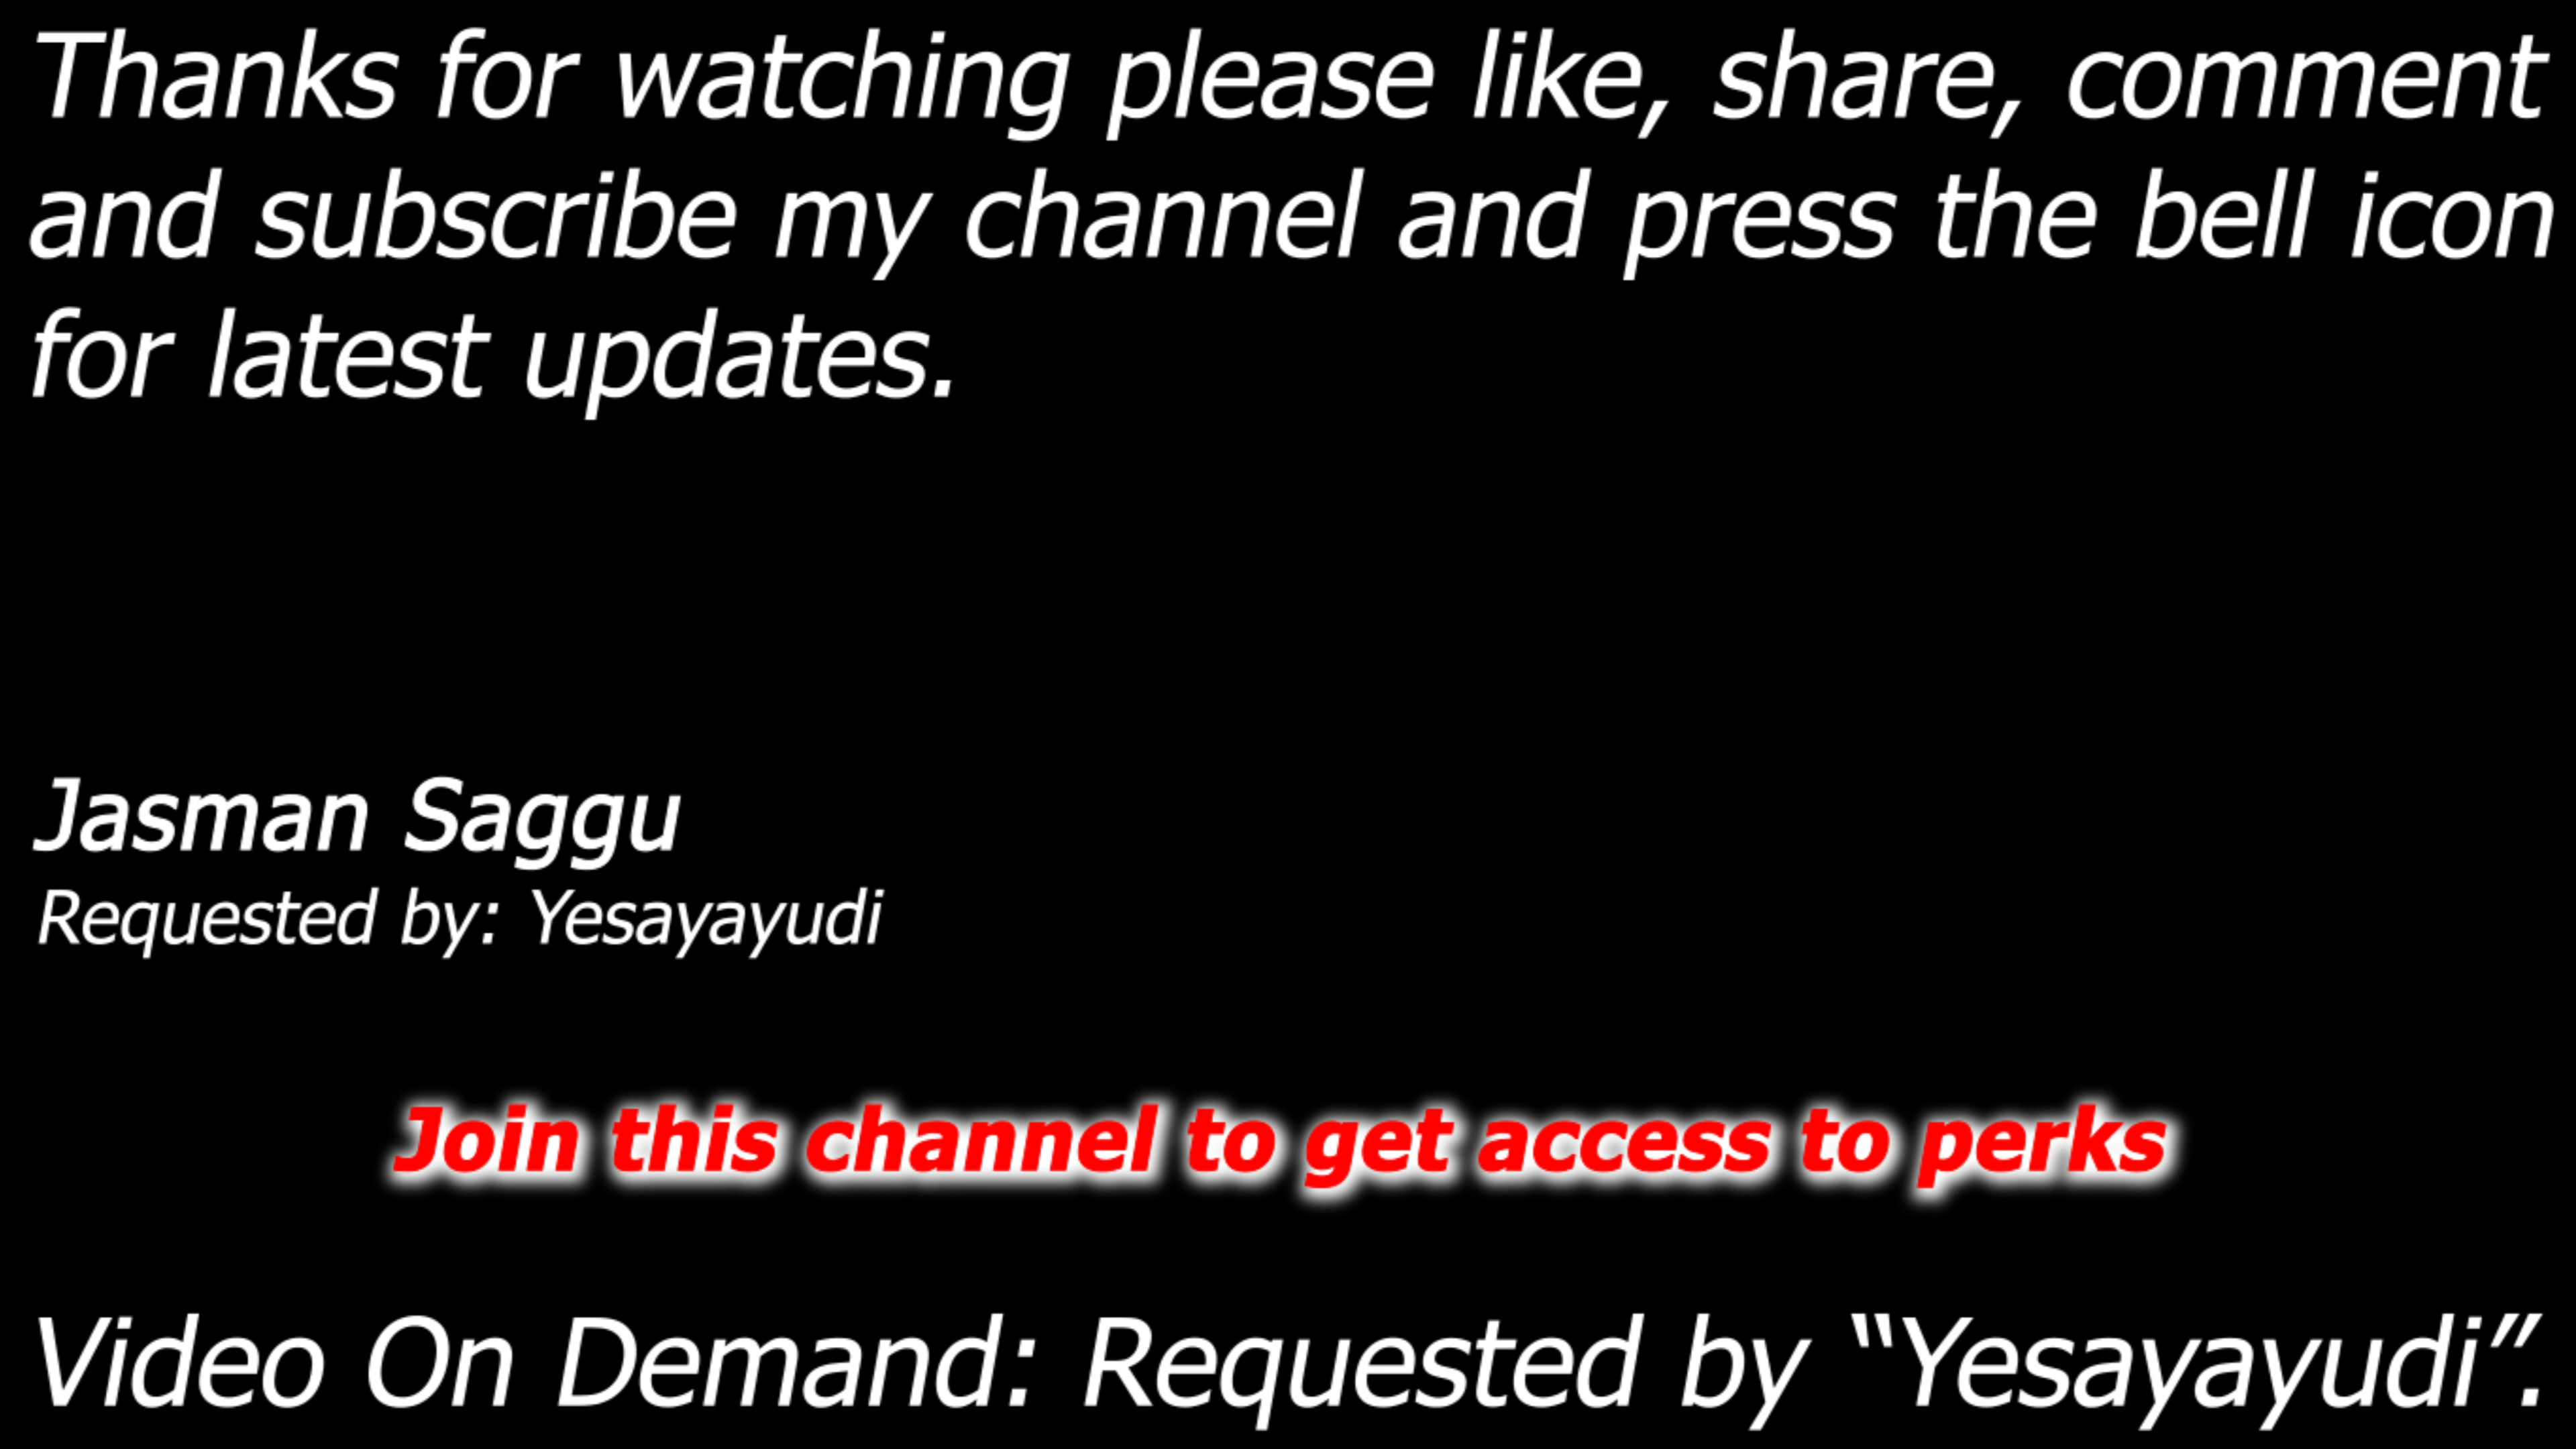 Thanks for watching please like, share, comment
and subscribe my channel and press the bell icon
for latest updates.
Jasman Saggu
Requested by: Yesayayudi
Join this channel to get access to perks
Video On Demand: Requested by “Yesayayudi”.